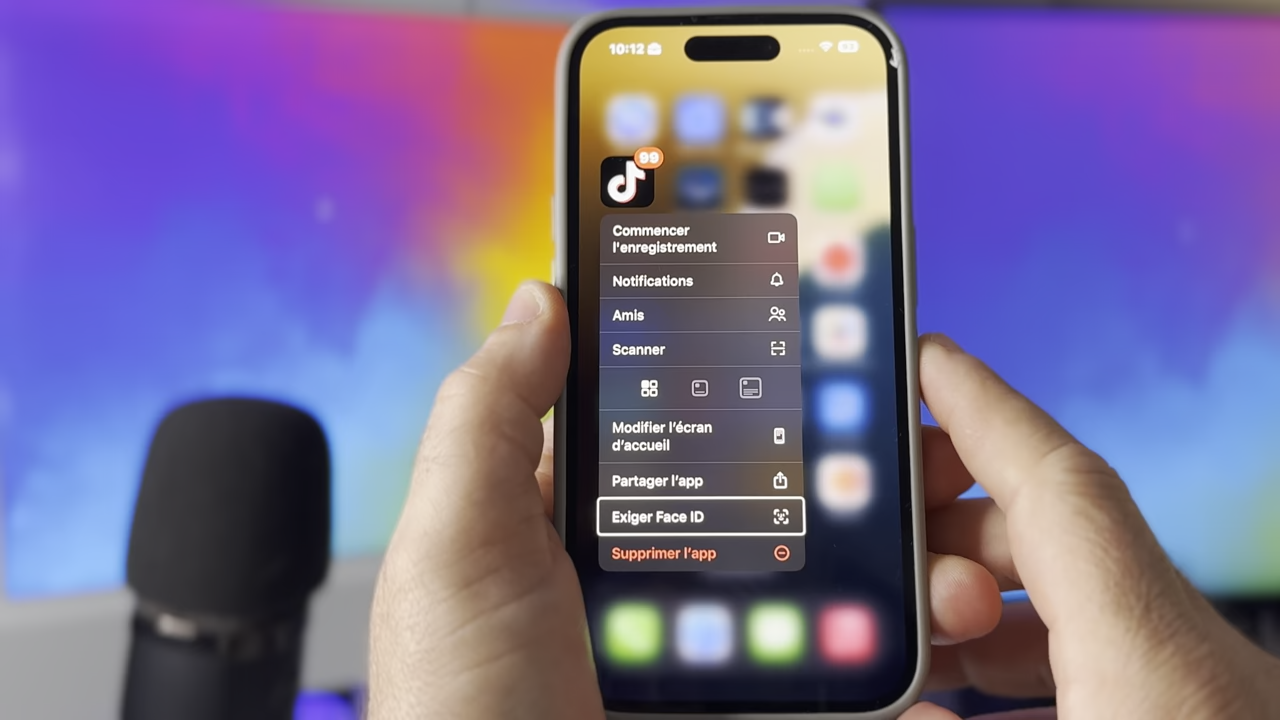 10:12
99
Commencer
l'enregistrement
Notifications
Amis
Scanner
Modifier l'écran
d'accueil
Partager l'app
Exiger Face ID
Supprimer l'app